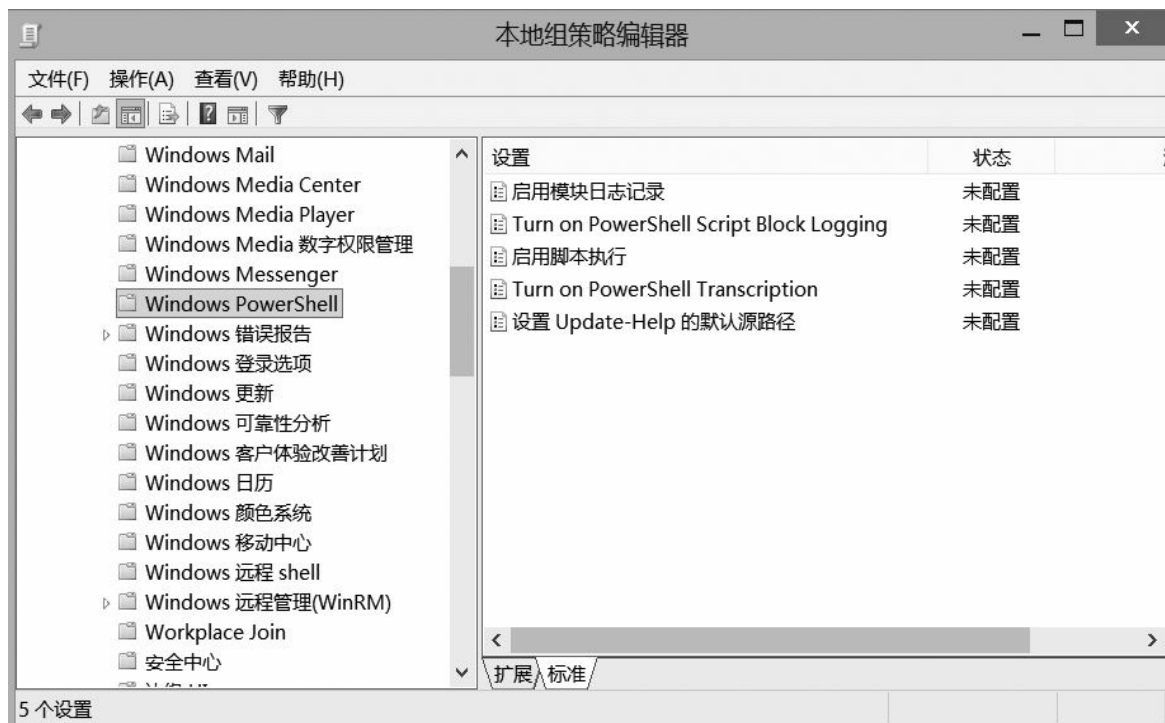 本地组策略编辑器
文件(F) 操作(A) 查看(V) 帮助(H)
Windows Mail
Windows Media Center
Windows Media Player
Windows Media 数字权限管理
Windows Messenger
Windows PowerShell
Windows 错误报告
Windows 登录选项
Windows 更新
Windows 可靠性分析
Windows 客户体验改善计划
Windows 日历
Windows 颜色系统
Windows 移动中心
Windows 远程 shell
Windows 远程管理(WinRM)
Workplace Join
安全中心
设置 状态
启用模块日志记录 未配置
Turn on PowerShell Script Block Logging 未配置
启用脚本执行 未配置
Turn on PowerShell Transcription 未配置
设置 Update-Help 的默认源路径 未配置
扩展 标准
5 个设置